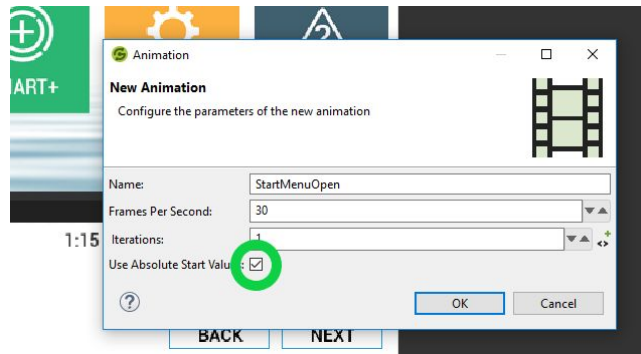 ART+
Animation
New Animation
Configure the parameters of the new animation
Name: StartMenuOpen
Frames Per Second: 30
1:15
Iterations: 1
Use Absolute Start
OK Cancel
BACK NEXT